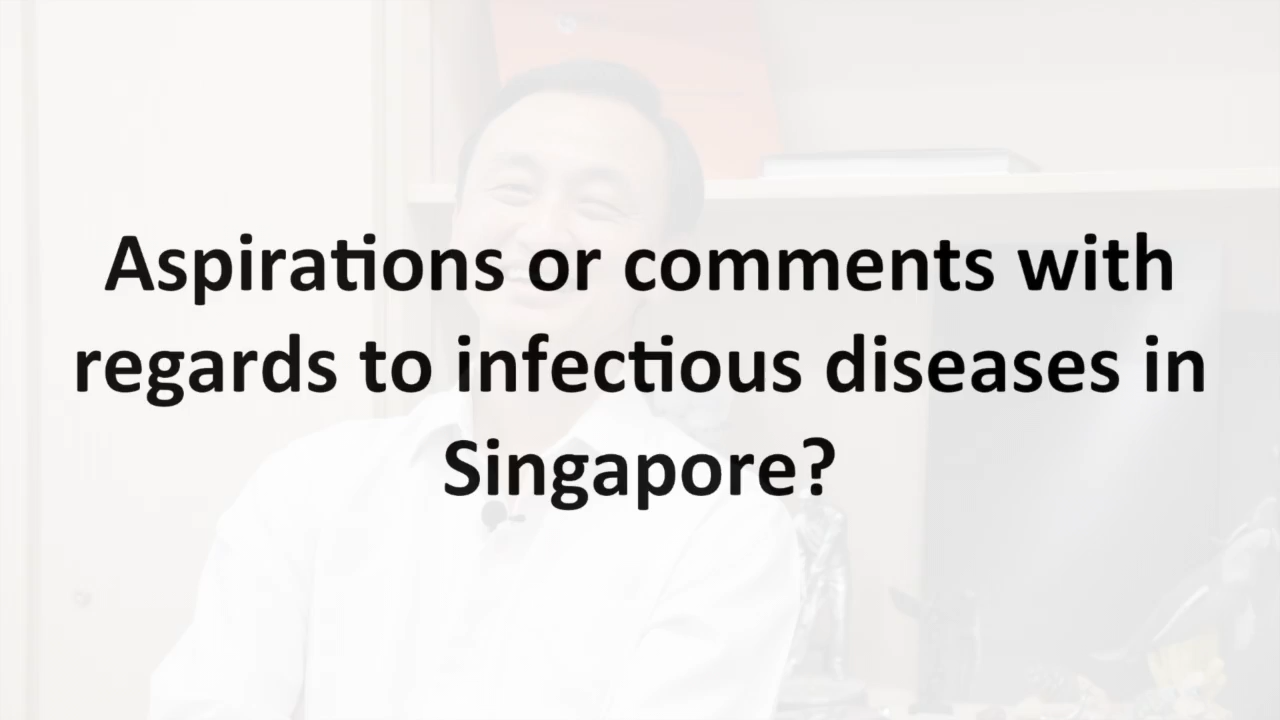 Aspirations or comments with
regards to infectious diseases in
Singapore?